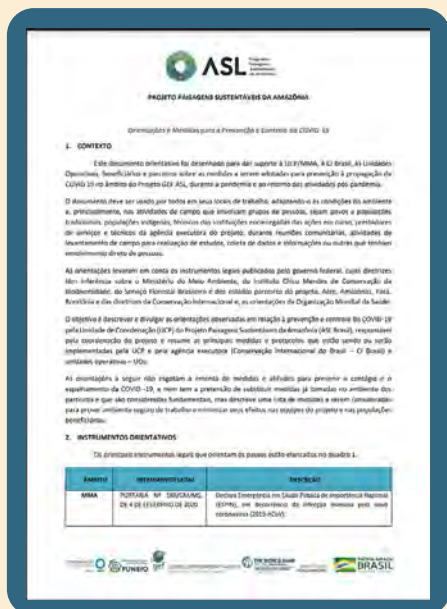 ASL
PROJETO PAISAGENS SUSTENTÁVEIS DA AMAZÔNIA
Orientações e Medidas para a Prevenção e Controle da COVID-19
1. CONTEXTO
Este documento orientativo foi desenhado para dar suporte à UCP/MMA, à CI Brasil, às Unidades
Operativas, beneficiários e parceiros sobre as medidas a serem adotadas para prevenção à propagação da
COVID 19 no âmbito do Projeto GEF ASL, durante a pandemia e ao retorno das atividades pós pandemia.
O documento deve ser usado por todos em seus locais de trabalho, adaptando-o às condições do ambiente
e, principalmente, nas atividades de campo que envolvam grupos de pessoas, sejam povos e populações
tradicionais, populações indígenas, técnicos das instituições encarregadas das ações em curso, prestadores
de serviços e técnicos da agência executora do projeto, durante reuniões comunitárias, atividades de
levantamento de campo para realização de estudos, coleta de dados e informações ou outras que tenham
envolvimento direto de pessoas.
As orientações levaram em conta os instrumentos legais publicados pelo governo federal, cujas diretrizes
têm inferência sobre o Ministério do Meio Ambiente, do Instituto Chico Mendes de Conservação da
Biodiversidade, do Serviço Florestal Brasileiro e dos estados parceiros do projeto, Acre, Amazonas, Pará,
Rondônia e das diretrizes da Conservação Internacional e, as orientações da Organização Mundial da Saúde.
O objetivo é descrever e divulgar as orientações observadas em relação à prevenção e controle do COVID-19
pela Unidade de Coordenação (UCP) do Projeto Paisagens Sustentáveis da Amazônia (ASL Brasil), responsável
pela coordenação do projeto e resume as principais medidas e protocolos que estão sendo ou serão
implementadas pela UCP e pela agência executora (Conservação Internacional do Brasil – CI Brasil) e
unidades operativas – UOs.
As orientações a seguir não esgotam a ementa de medidas e atitudes para prevenir o contágio e o
espalhamento da COVID -19, e nem tem a pretensão de substituir medidas já tomadas no ambiente dos
parceiros e que são consideradas fundamentais, mas descreve uma lista de medidas a serem consideradas
para prover ambiente seguro de trabalho e minimizar seus efeitos nas equipes do projeto e nas populações
beneficiárias.
2. INSTRUMENTOS ORIENTATIVOS
Os principais instrumentos legais que orientam os passos estão elencados no quadro 1.
ÂMBITO INSTRUMENTO LEGAL DESCRIÇÃO
MMA PORTARIA Nº 188/GM/MS, Declara Emergência em Saúde Pública de importância Nacional
DE 4 DE FEVEREIRO DE 2020 (ESPIN), em decorrência da infecção humana pelo novo
coronavírus (2019-nCoV).
FUNBIO gef THE WORLD BANK BRASIL